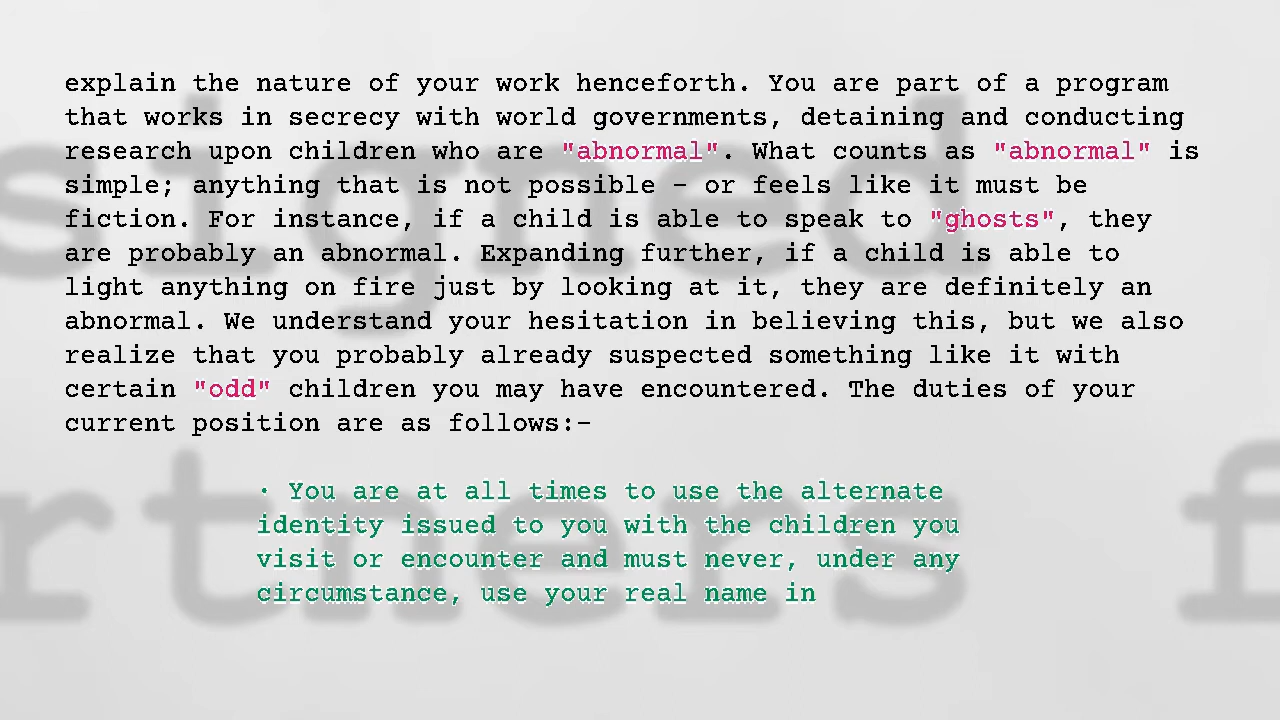 explain the nature of your work henceforth. You are part of a program
that works in secrecy with world governments, detaining and conducting
research upon children who are "abnormal". What counts as "abnormal" is
simple; anything that is not possible - or feels like it must be
fiction. For instance, if a child is able to speak to "ghosts", they
are probably an abnormal. Expanding further, if a child is able to
light anything on fire just by looking at it, they are definitely an
abnormal. We understand your hesitation in believing this, but we also
realize that you probably already suspected something like it with
certain "odd" children you may have encountered. The duties of your
current position are as follows:-
· You are at all times to use the alternate
identity issued to you with the children you
visit or encounter and must never, under any
circumstance, use your real name in
signed
rtners f